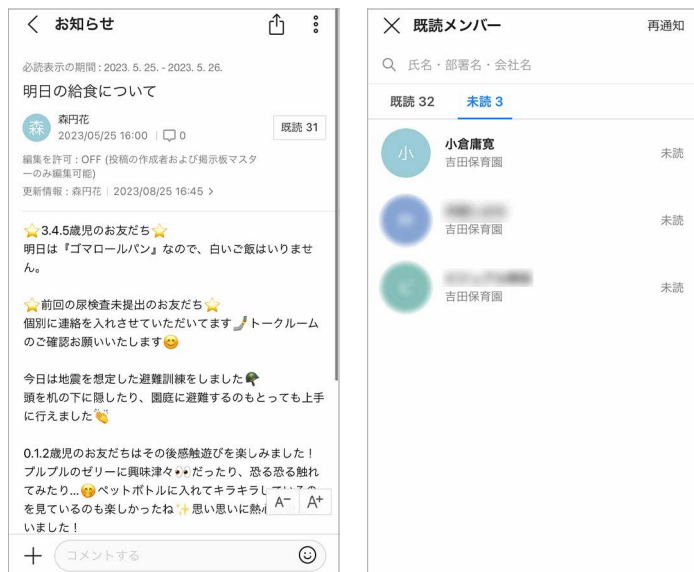 お知らせ
必読表示の期間 : 2023. 5. 25. - 2023. 5. 26.
明日の給食について
森
森円花
2023/05/25 16:00
0
既読 31
編集を許可 : OFF (投稿の作成者および掲示板マスタ
ーのみ編集可能)
更新情報 : 森円花 | 2023/08/25 16:45 >
⭐3.4.5歳児のお友だち⭐
明日は『ゴマロールパン』なので、白いご飯はいりませ
ん。
⭐前回の尿検査未提出のお友だち⭐
個別に連絡を入れさせていただいてます🤳トークルーム
のご確認お願いいたします😊
今日は地震を想定した避難訓練をしました🪖
頭を机の下に隠したり、園庭に避難するのもとっても上手
に行えました👏
0.1.2歳児のお友だちはその後感触遊びを楽しみました！
プルプルのゼリーに興味津々👀だったり、恐る恐る触れ
てみたり...🤭ペットボトルに入れてキラキラし
を見ているのも楽しかったね✨思い思いに熱
いました！
A- A+
コメントする
既読メンバー
再通知
氏名・部署名・会社名
既読 32
未読 3
小
小倉庸寛
吉田保育園
未読
吉田保育園
未読
吉田保育園
未読